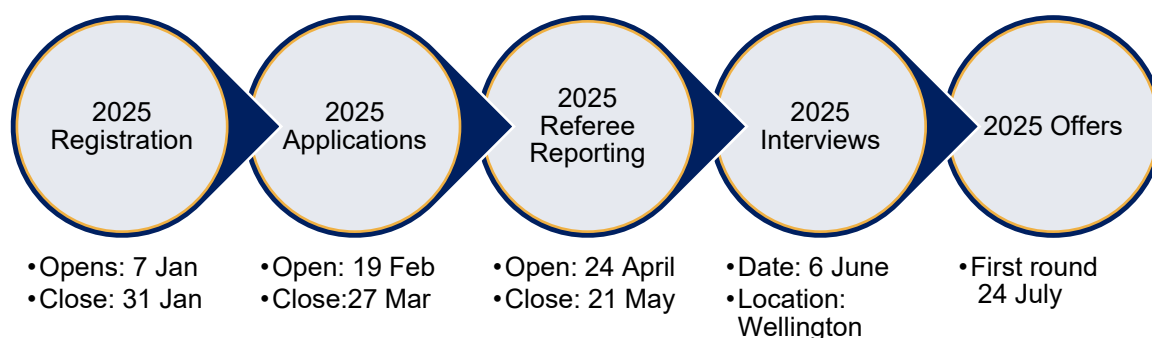 2025
Registration
2025
Applications
2025
Referee
Reporting
2025
Interviews
2025 Offers
•Opens: 7 Jan
•Close: 31 Jan
•Open: 19 Feb
•Close:27 Mar
•Open: 24 April
•Close: 21 May
•Date: 6 June
•Location:
Wellington
•First round
24 July